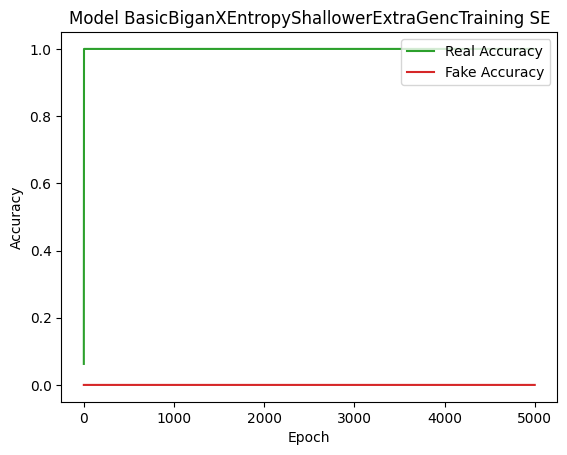 Model BasicBiganXEntropyShallowerExtraGencTraining SE
Real Accuracy
Fake Accuracy
Accuracy
1.0
0.8
0.6
0.4
0.2
0.0
0
1000
2000
3000
4000
5000
Epoch